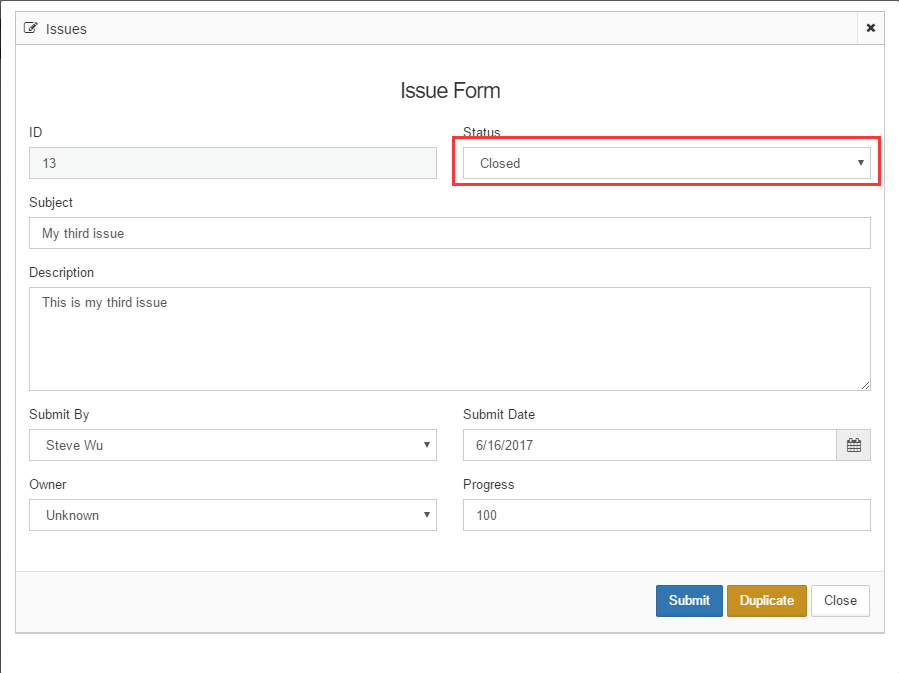 Issues
Issue Form
ID
Status
13
Closed
Subject
My third issue
Description
This is my third issue
Submit By
Submit Date
Steve Wu
6/16/2017
Owner
Progress
Unknown
100
Submit
Duplicate
Close